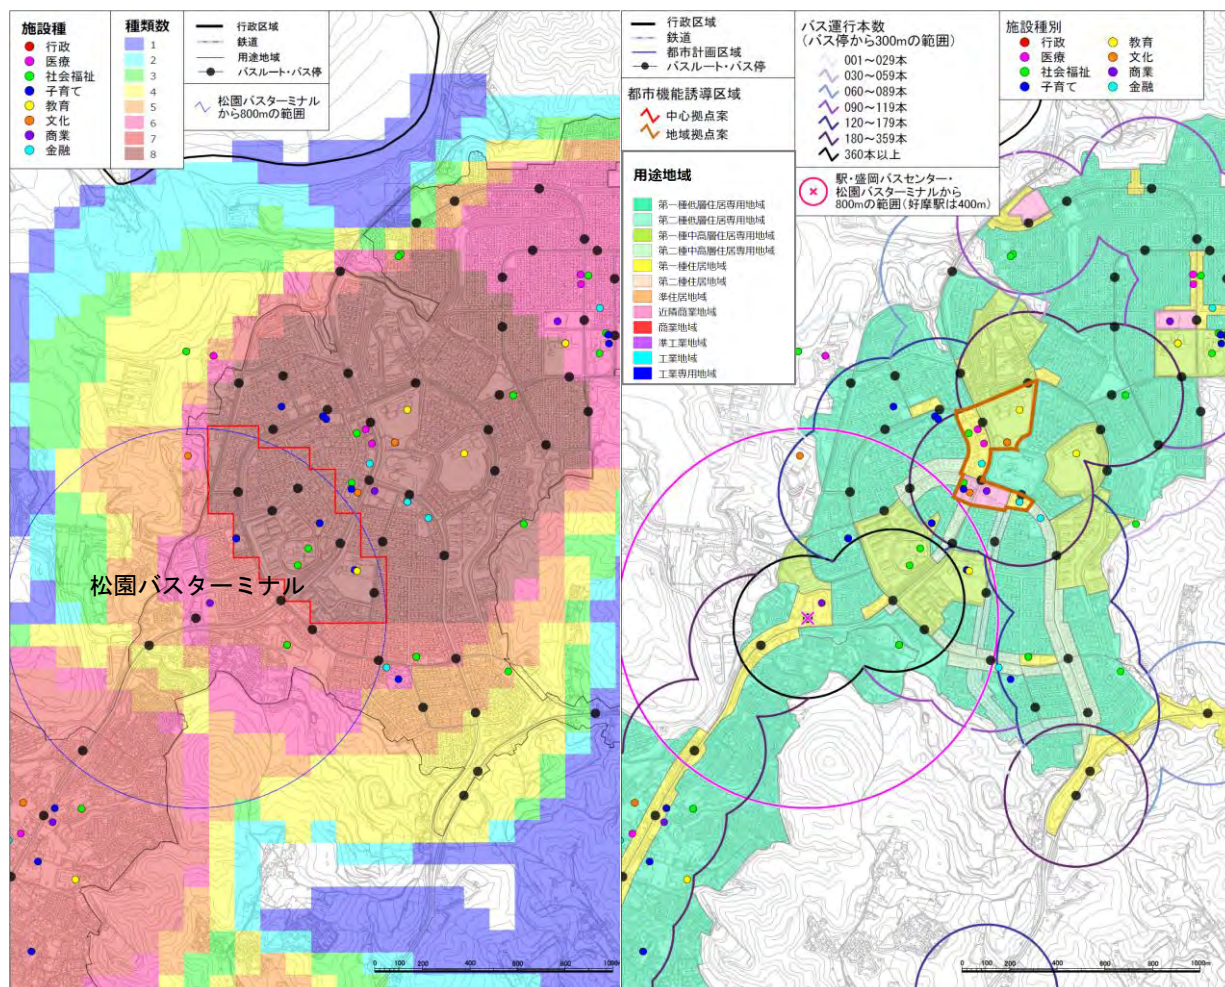 施設種
行政
医療
社会福祉
子育て
教育
文化
商業
金融
種類数
1
2
3
4
5
6
7
8
行政区域
鉄道
用途地域
バスルート・バス停
松園バスターミナル
から800mの範囲
松園バスターミナル
0 200 400 600 800 1000m
行政区域
鉄道
都市計画区域
バスルート・バス停
都市機能誘導区域
中心拠点案
地域拠点案
用途地域
第一種低層住居専用地域
第二種低層住居専用地域
第一種中高層住居専用地域
第二種中高層住居専用地域
第一種住居地域
第二種住居地域
準住居地域
近隣商業地域
商業地域
準工業地域
工業地域
工業専用地域
バス運行本数
(バス停から300mの範囲)
001~029本
030~059本
060~089本
090~119本
120~179本
180~359本
360本以上
駅・盛岡バスセンター・
松園バスターミナルから
800mの範囲(好摩駅は400m)
施設種別
行政
医療
社会福祉
子育て
教育
文化
商業
金融
0 200 400 600 800 1000m